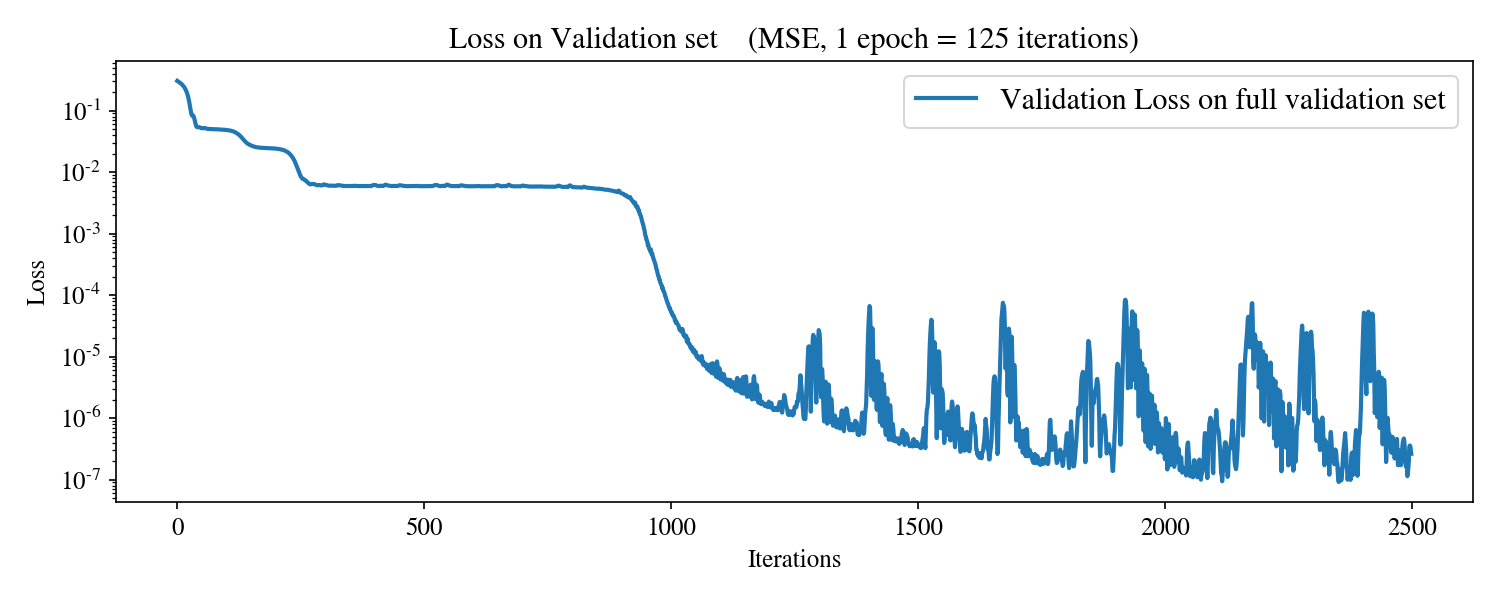 Loss on Validation set (MSE, 1 epoch = 125 iterations)
Validation Loss on full validation set
Loss
10⁻¹
10⁻²
10⁻³
10⁻⁴
10⁻⁵
10⁻⁶
10⁻⁷
0 500 1000 1500 2000 2500
Iterations